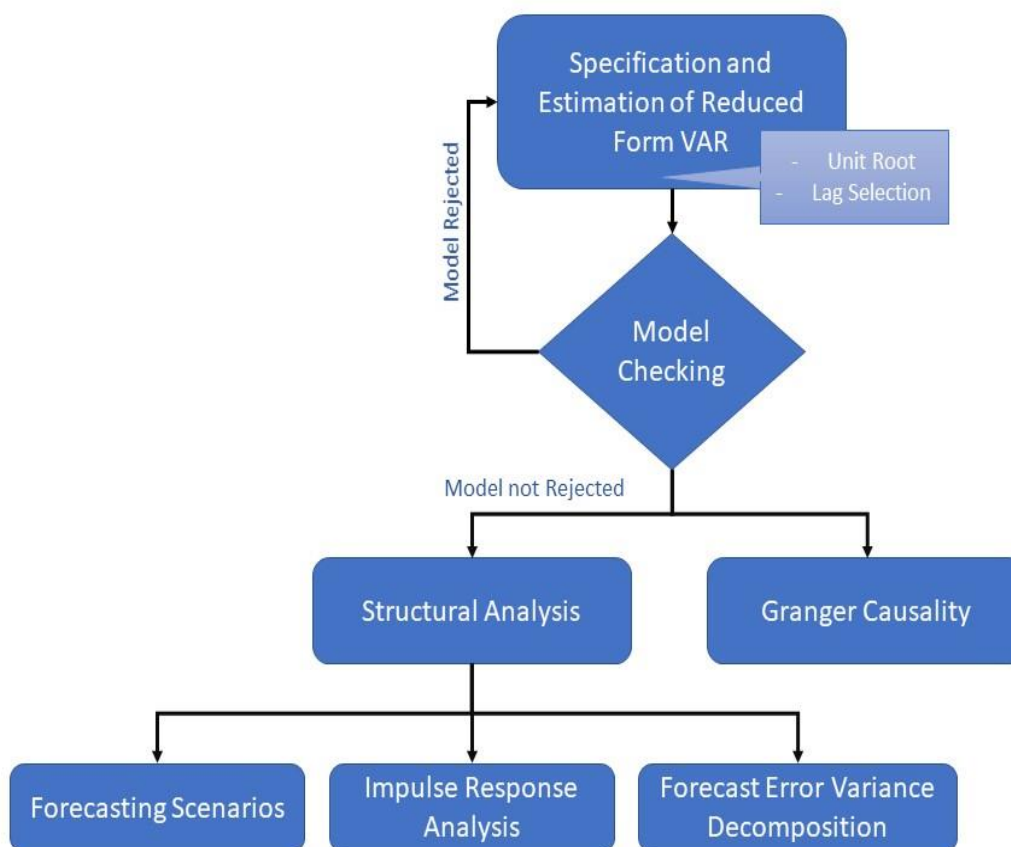 Specification and
Estimation of Reduced
Form VAR
- Unit Root
- Lag Selection
Model Rejected
Model
Checking
Model not Rejected
Structural Analysis
Granger Causality
Forecasting Scenarios
Impulse Response
Analysis
Forecast Error Variance
Decomposition